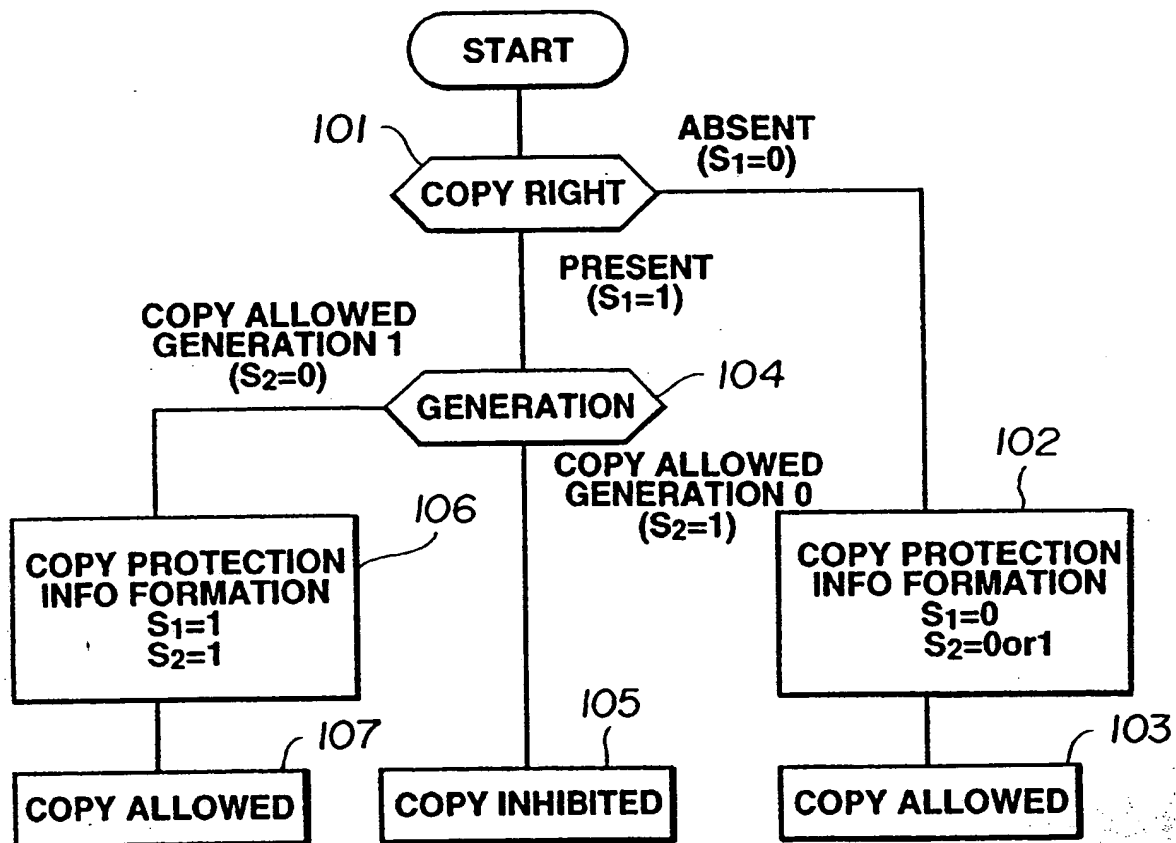 START
101
COPY RIGHT
ABSENT
(S1=0)
PRESENT
(S1=1)
COPY ALLOWED
GENERATION 1
(S2=0)
GENERATION
104
COPY ALLOWED
GENERATION 0
(S2=1)
106
COPY PROTECTION
INFO FORMATION
S1=1
S2=1
102
COPY PROTECTION
INFO FORMATION
S1=0
S2=0or1
107
COPY ALLOWED
105
COPY INHIBITED
103
COPY ALLOWED